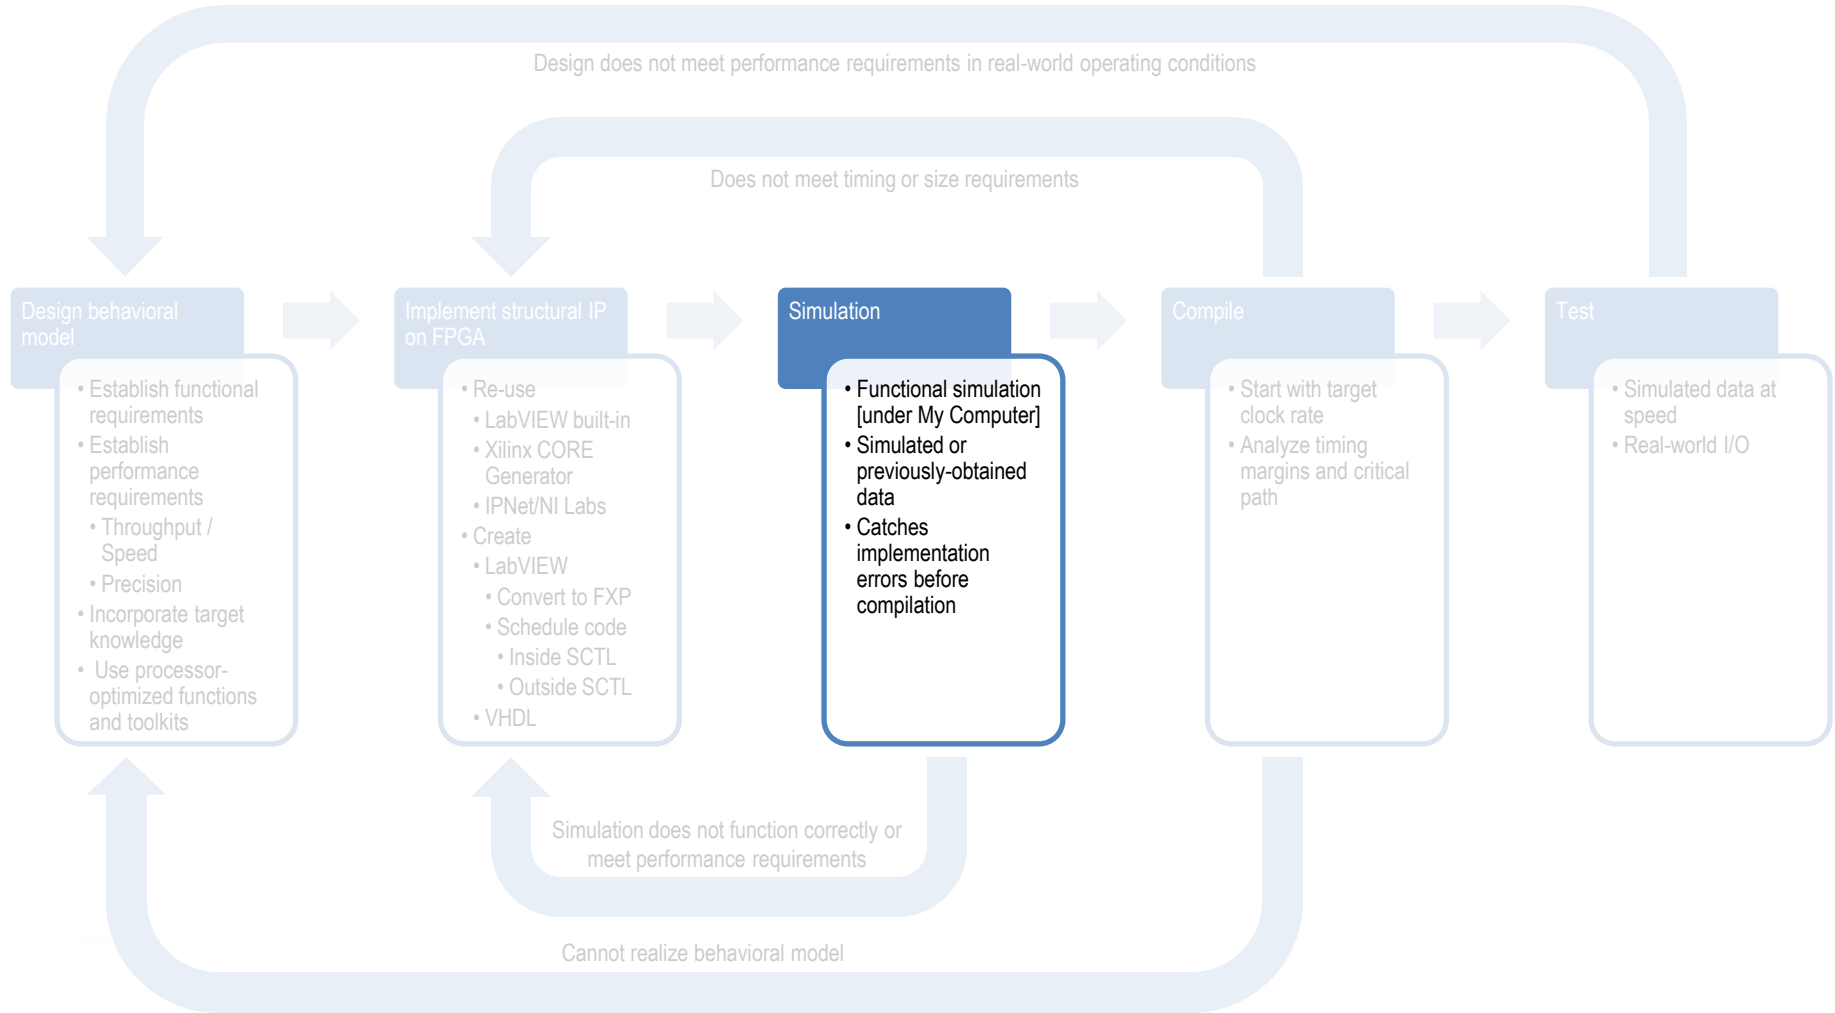 Design does not meet performance requirements in real-world operating conditions
Does not meet timing or size requirements
Design behavioral
model
• Establish functional
requirements
• Establish
performance
requirements
• Throughput /
Speed
• Precision
• Incorporate target
knowledge
• Use processor-
optimized functions
and toolkits
Implement structural IP
on FPGA
• Re-use
• LabVIEW built-in
• Xilinx CORE
Generator
• IPNet/NI Labs
• Create
• LabVIEW
• Convert to FXP
• Schedule code
• Inside SCTL
• Outside SCTL
• VHDL
Simulation
• Functional simulation
[under My Computer]
• Simulated or
previously-obtained
data
• Catches
implementation
errors before
compilation
Compile
• Start with target
clock rate
• Analyze timing
margins and critical
path
Test
• Simulated data at
speed
• Real-world I/O
Simulation does not function correctly or
meet performance requirements
Cannot realize behavioral model